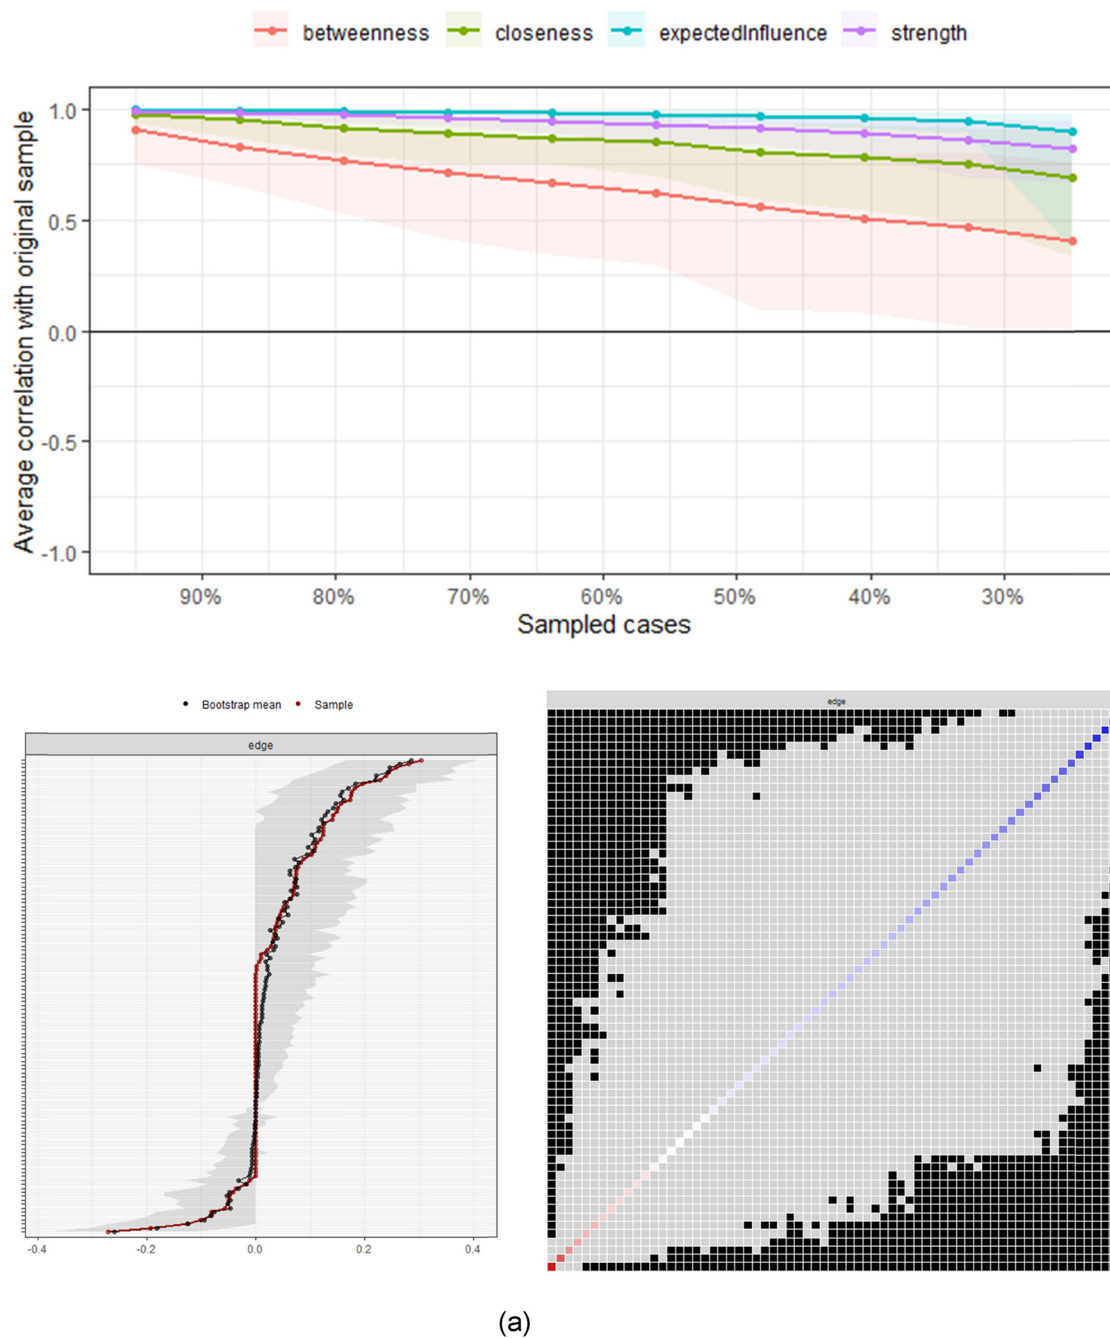 betweenness closeness expectedInfluence strength
Average correlation with original sample
1.0
0.5
0.0
-0.5
-1.0
90% 80% 70% 60% 50% 40% 30%
Sampled cases
Bootstrap mean Sample
edge
-0.4 -0.2 0.0 0.2 0.4
edge
(a)